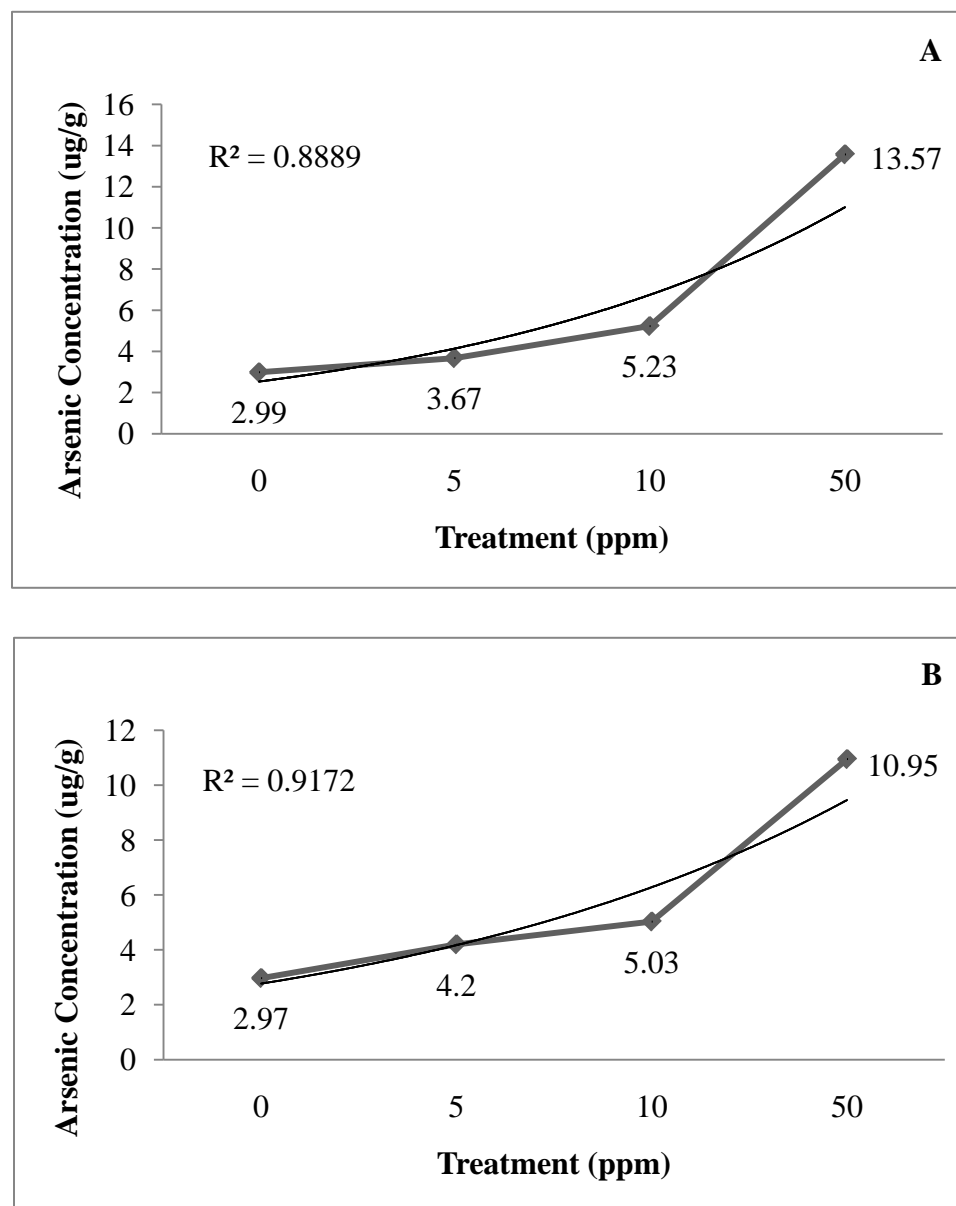 A
Arsenic Concentration (ug/g)
16
14
12
10
8
6
4
2
0
R² = 0.8889
2.99
3.67
5.23
13.57
0 5 10 50
Treatment (ppm)
B
Arsenic Concentration (ug/g)
12
10
8
6
4
2
0
R² = 0.9172
2.97
4.2
5.03
10.95
0 5 10 50
Treatment (ppm)